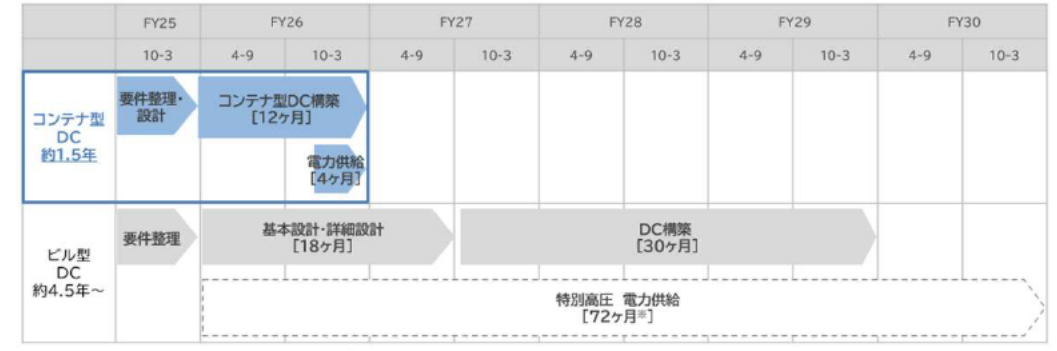 FY25 FY26 FY27 FY28 FY29 FY30
10-3 4-9 10-3 4-9 10-3 4-9 10-3 4-9 10-3 4-9 10-3
コンテナ型
DC
約1.5年
要件整理・
設計
コンテナ型DC構築
[12ヶ月]
電力供給
[4ヶ月]
ビル型
DC
約4.5年～
要件整理
基本設計・詳細設計
[18ヶ月]
DC構築
[30ヶ月]
特別高圧 電力供給
[72ヶ月※]